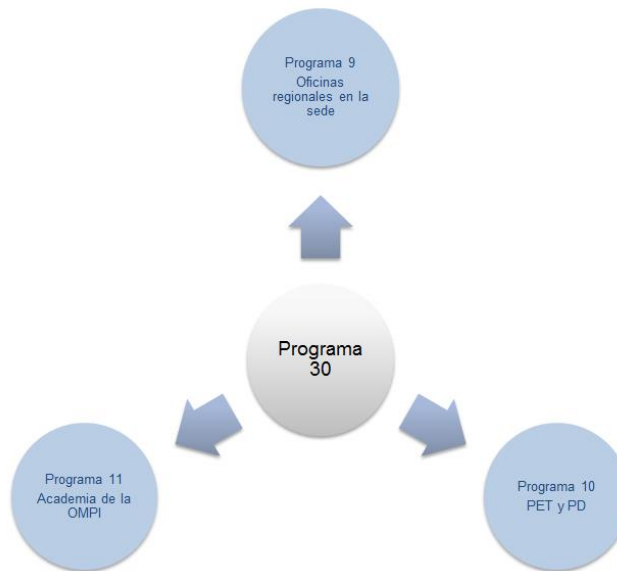 Programa 9
Oficinas
regionales en la
sede
Programa
30
Programa 11
Academia de la
OMPI
Programa 10
PET y PD